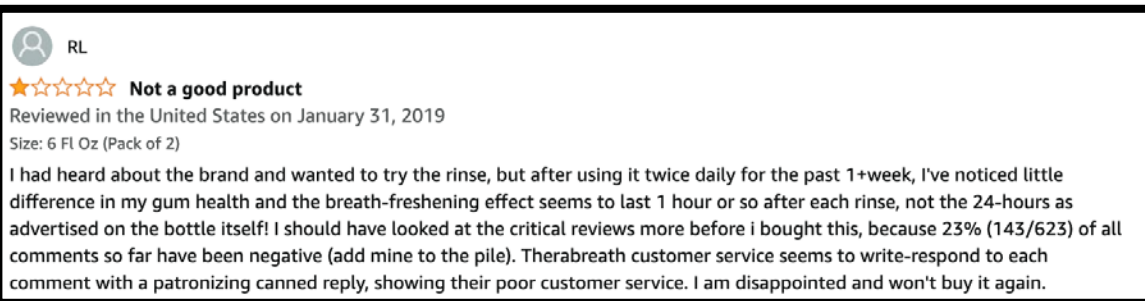 RL
Not a good product
Reviewed in the United States on January 31, 2019
Size: 6 Fl Oz (Pack of 2)
I had heard about the brand and wanted to try the rinse, but after using it twice daily for the past 1+week, I've noticed little
difference in my gum health and the breath-freshening effect seems to last 1 hour or so after each rinse, not the 24-hours as
advertised on the bottle itself! I should have looked at the critical reviews more before i bought this, because 23% (143/623) of all
comments so far have been negative (add mine to the pile). Therabreath customer service seems to write-respond to each
comment with a patronizing canned reply, showing their poor customer service. I am disappointed and won't buy it again.